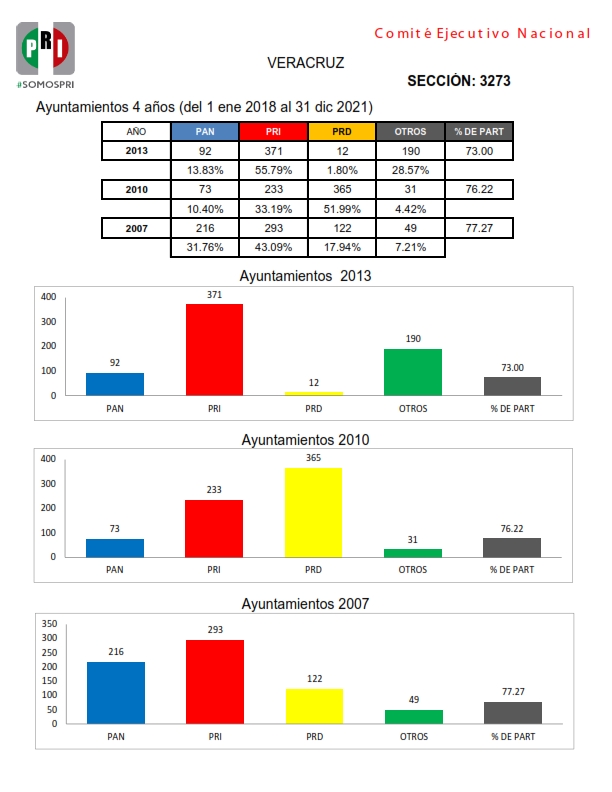 Comité Ejecutivo Nacional
PRI
#SOMOSPRI
VERACRUZ
SECCIÓN: 3273
Ayuntamientos 4 años (del 1 ene 2018 al 31 dic 2021)
AÑO PAN PRI PRD OTROS % DE PART
2013 92 371 12 190 73.00
13.83% 55.79% 1.80% 28.57%
2010 73 233 365 31 76.22
10.40% 33.19% 51.99% 4.42%
2007 216 293 122 49 77.27
31.76% 43.09% 17.94% 7.21%
Ayuntamientos 2013
400
300
200
100
0
92 371 12 190 73.00
PAN PRI PRD OTROS % DE PART
Ayuntamientos 2010
400
300
200
100
0
73 233 365 31 76.22
PAN PRI PRD OTROS % DE PART
Ayuntamientos 2007
350
300
250
200
150
100
50
0
216 293 122 49 77.27
PAN PRI PRD OTROS % DE PART